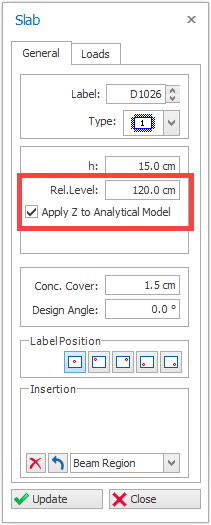 Slab
General Loads
Label: D1026
Type: 1
h: 15.0 cm
Rel.Level: 120.0 cm
Apply Z to Analytical Model
Conc. Cover: 1.5 cm
Design Angle: 0.0 °
Label Position
Insertion
Beam Region
Update Close